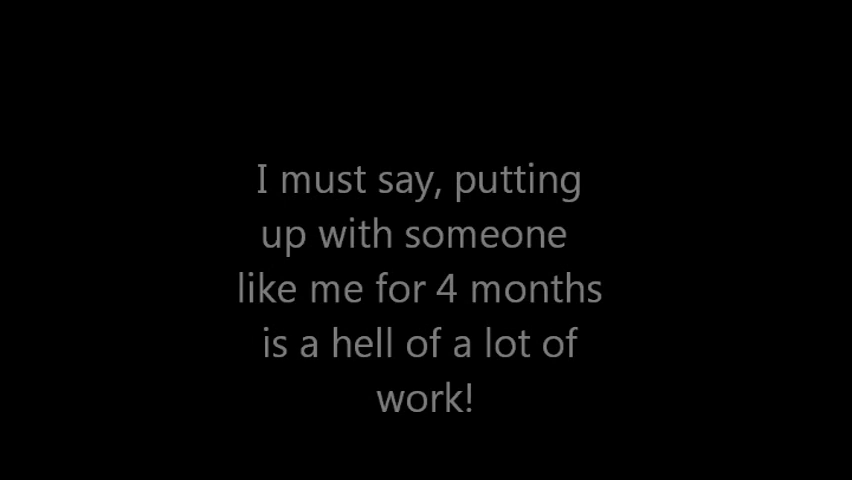 I must say, putting
up with someone
like me for 4 months
is a hell of a lot of
work!